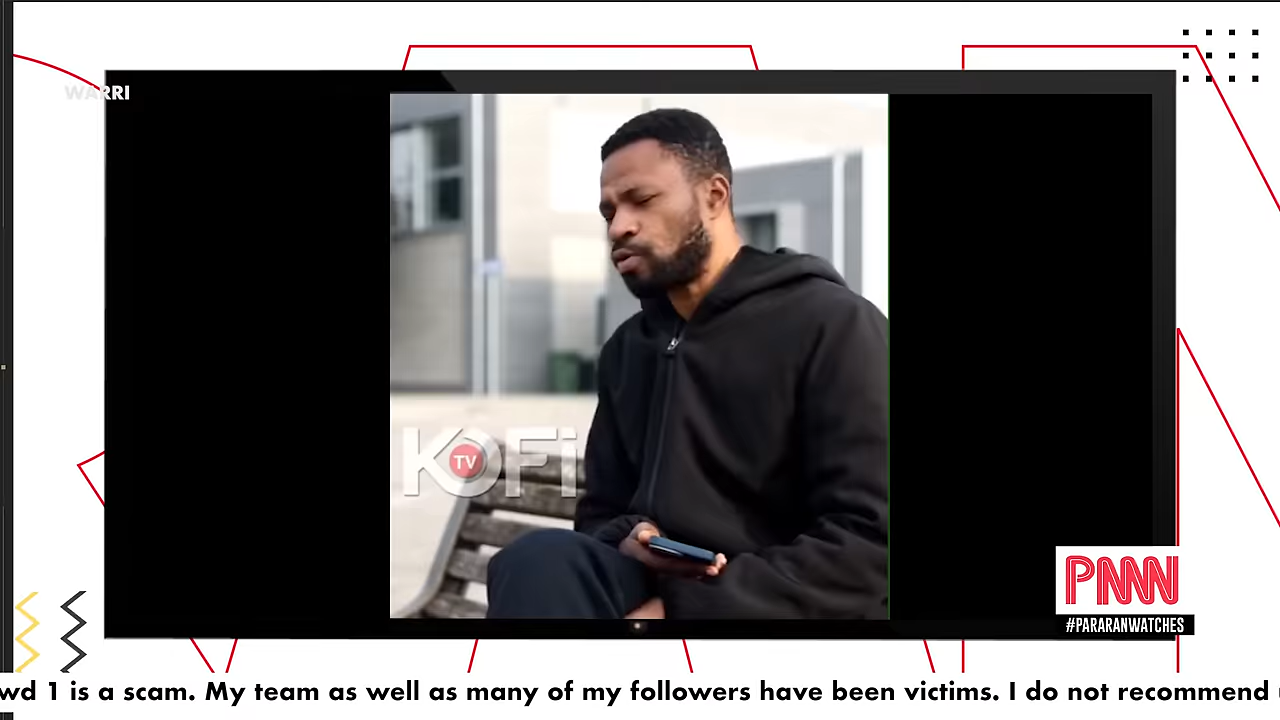 WARRI
KOFi
TV
PNNN
#PARARANWATCHES
wd 1 is a scam. My team as well as many of my followers have been victims. I do not recommend